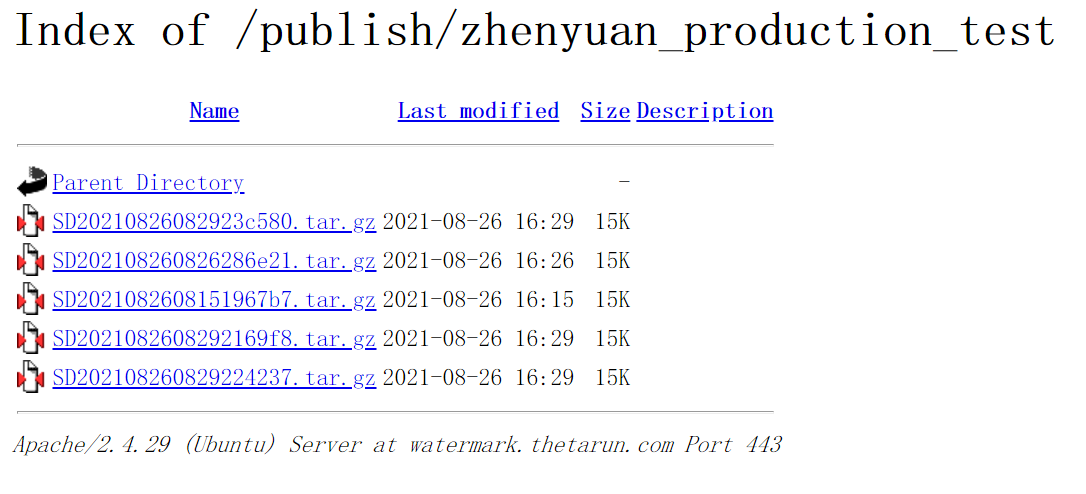 Index of /publish/zhenyuan_production_test
Name Last modified Size Description
Parent Directory -
SD20210826082923c580.tar.gz 2021-08-26 16:29 15K
SD202108260826286e21.tar.gz 2021-08-26 16:26 15K
SD2021082608151967b7.tar.gz 2021-08-26 16:15 15K
SD2021082608292169f8.tar.gz 2021-08-26 16:29 15K
SD202108260829224237.tar.gz 2021-08-26 16:29 15K
Apache/2.4.29 (Ubuntu) Server at watermark.thetarun.com Port 443